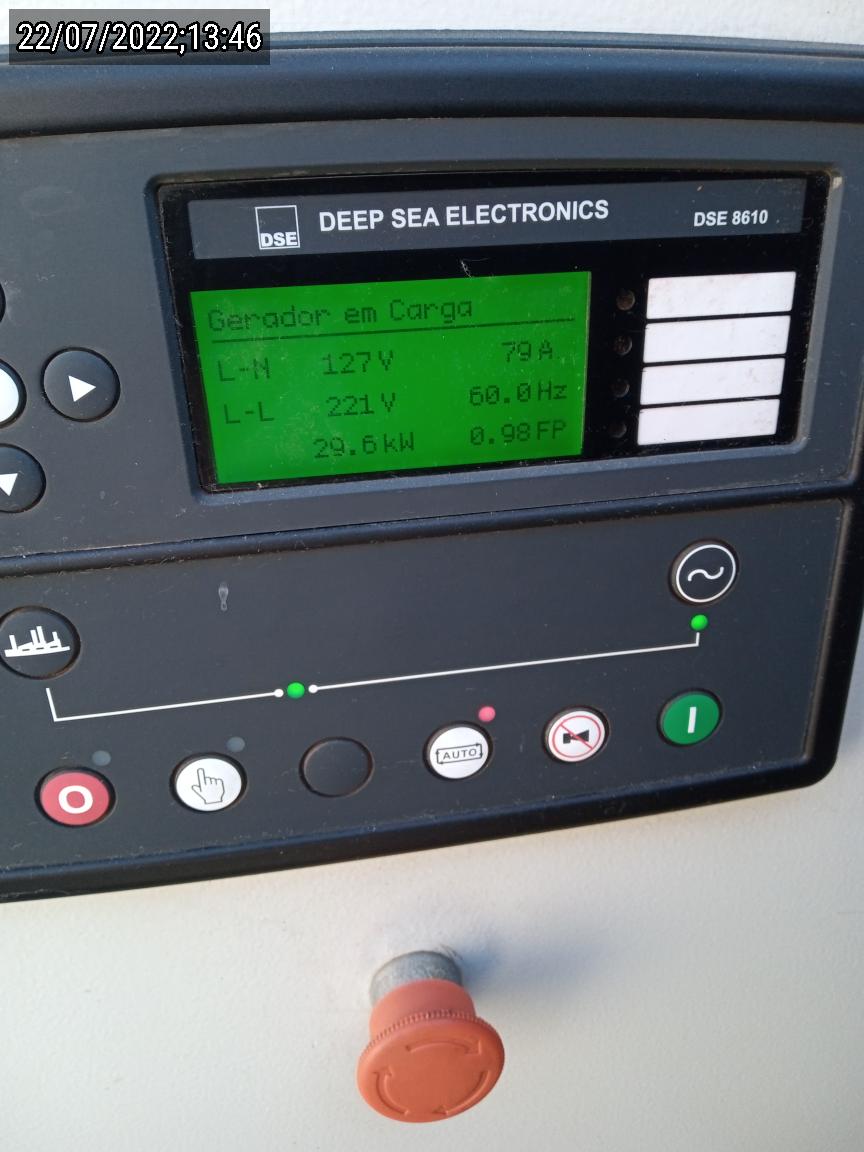 22/07/2022;13:46
DSE DEEP SEA ELECTRONICS DSE 8610
Gerador em Carga
L-N 127V 79A
L-L 221V 60.0Hz
29.6kW 0.98FP
AUTO